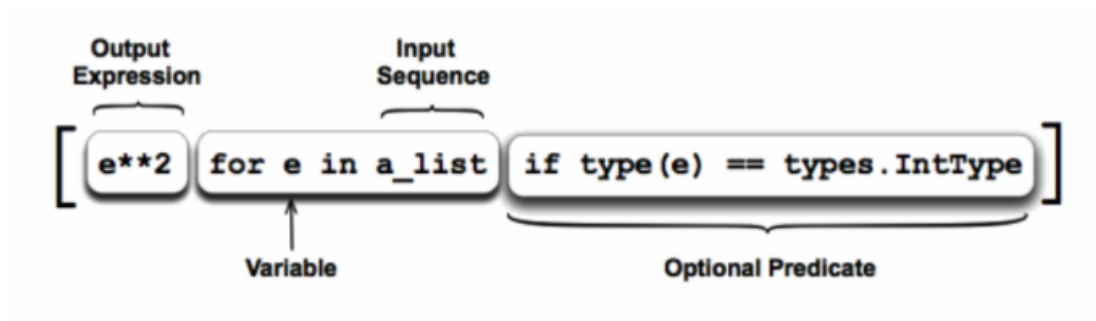 Output
Expression
Input
Sequence
[ e**2 for e in a_list if type(e) == types.IntType ]
Variable
Optional Predicate